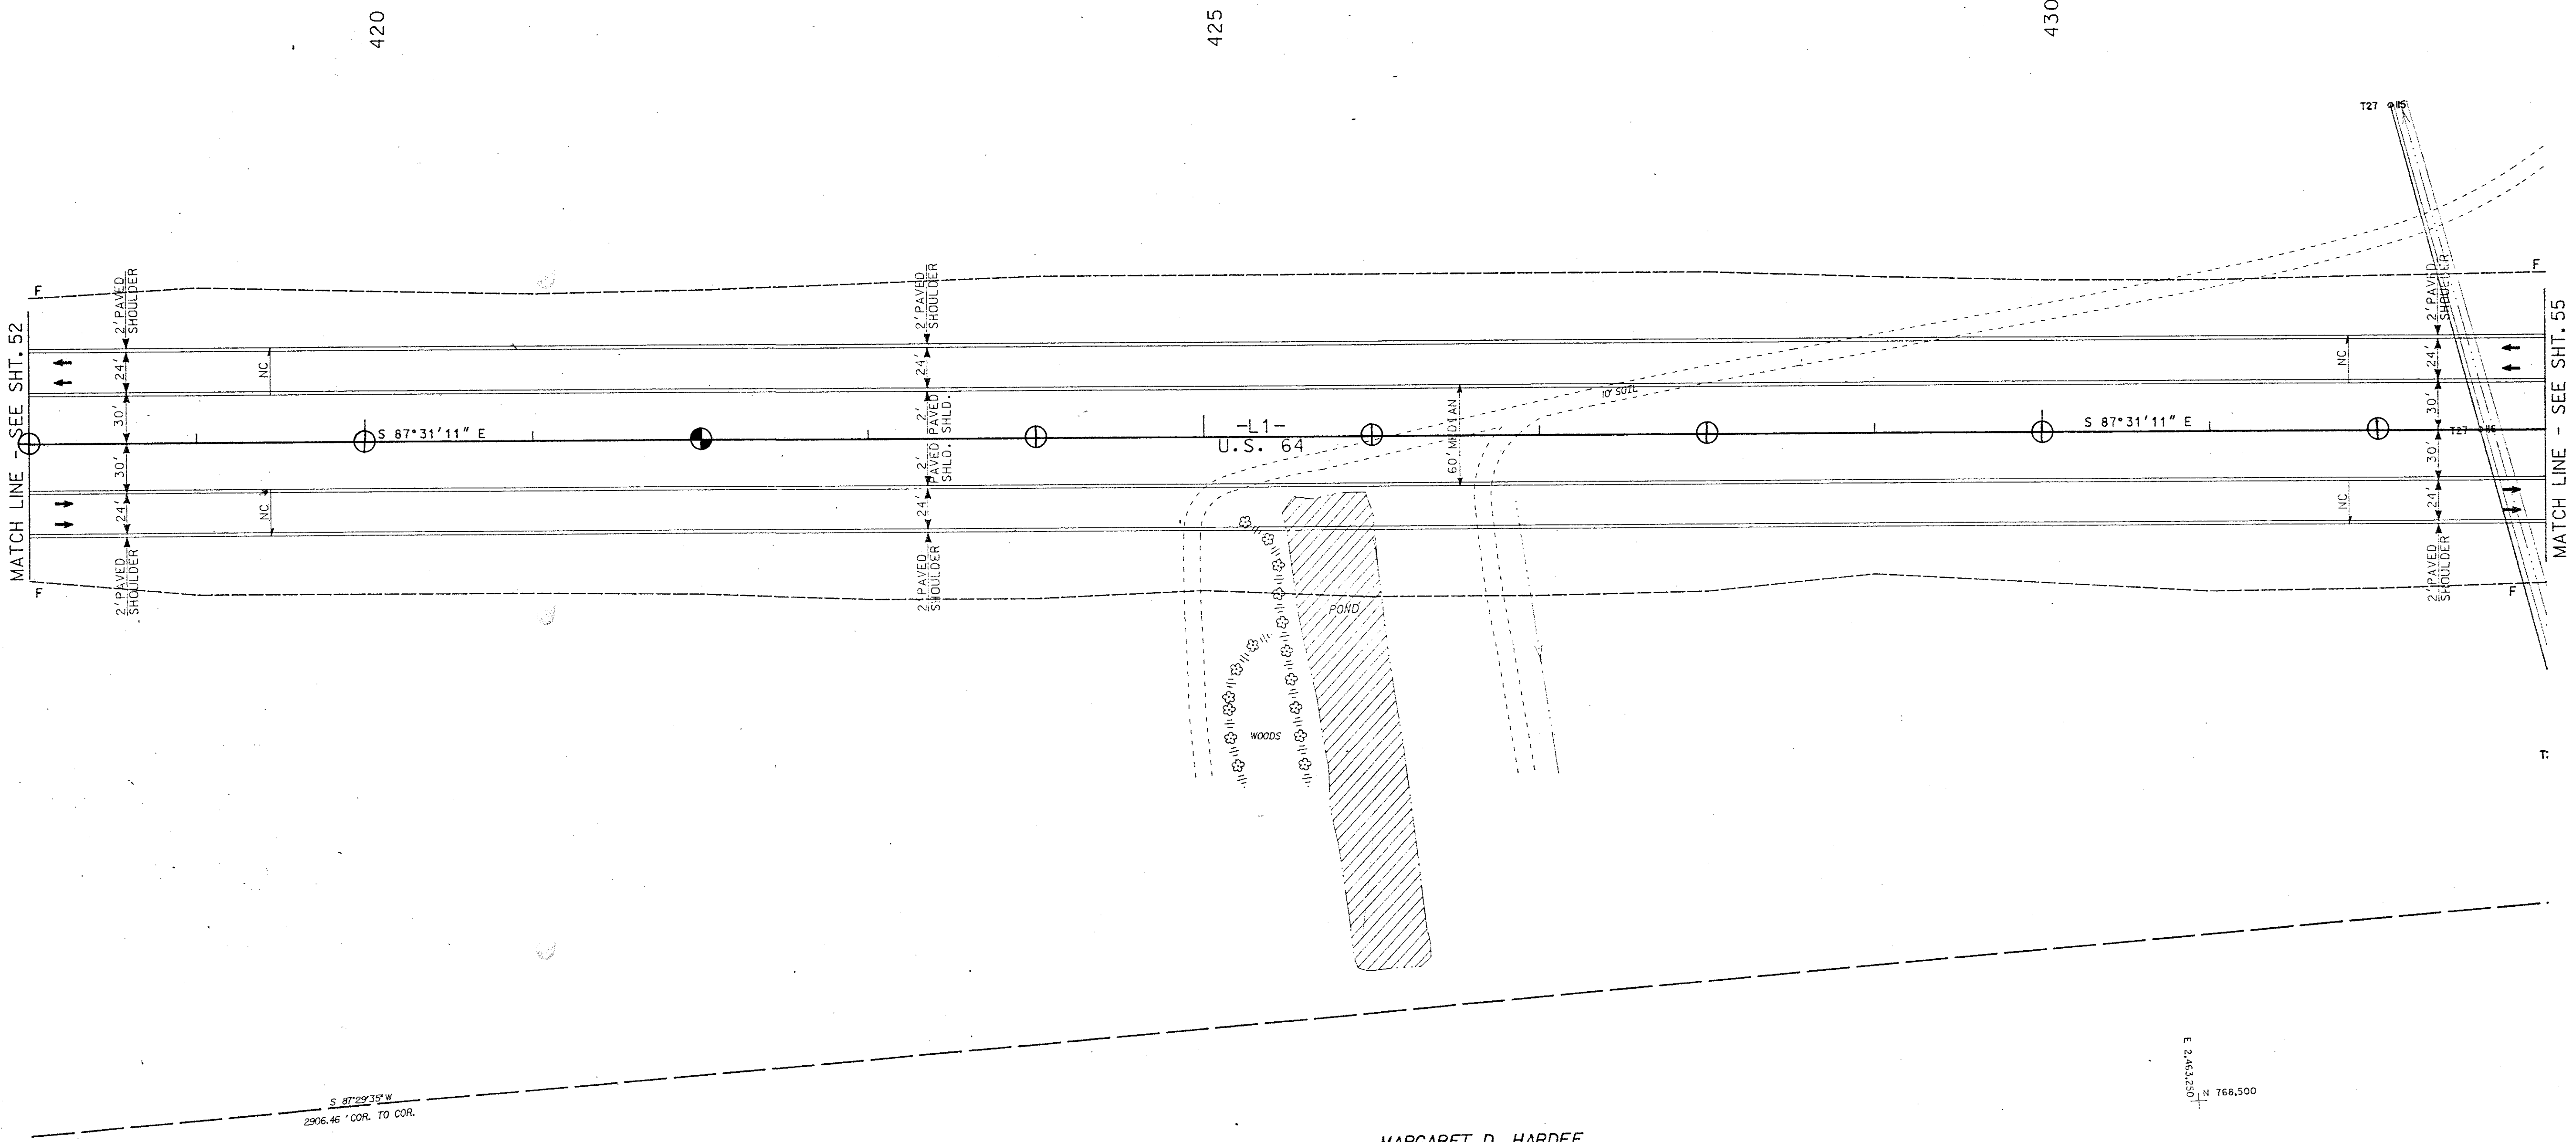 420
425
430
T27 115
F
F
2' PAVED
SHOULDER
2' PAVED
SHOULDER
2' PAVED
SHOULDER
MATCH LINE - SEE SHT. 52
MATCH LINE - SEE SHT. 55
24'
NC
24'
NC
24'
30'
2'
PAVED
SHLD.
60' MEDIAN
10' SOIL
30'
S 87°31'11" E
-L1-
U.S. 64
S 87°31'11" E
T27 116
30'
2'
PAVED
SHLD.
30'
24'
NC
24'
NC
24'
2' PAVED
SHOULDER
2' PAVED
SHOULDER
2' PAVED
SHOULDER
F
F
POND
WOODS
T:
E 2,463,250
N 768,500
S 87°29'35" W
2906.46 ' COR. TO COR.
MARGARET D. HARDEE